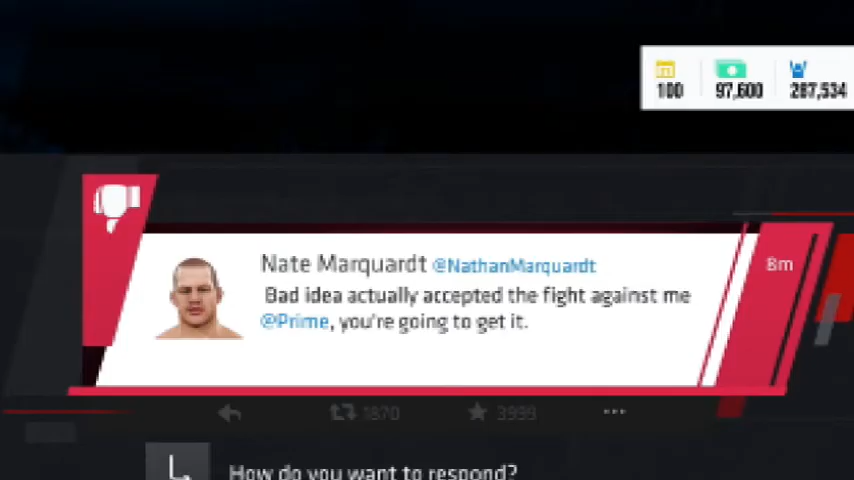 100 97,600 287,534
Nate Marquardt @NathanMarquardt
8m
Bad idea actually accepted the fight against me
@Prime, you're going to get it.
1870 3999
How do you want to respond?